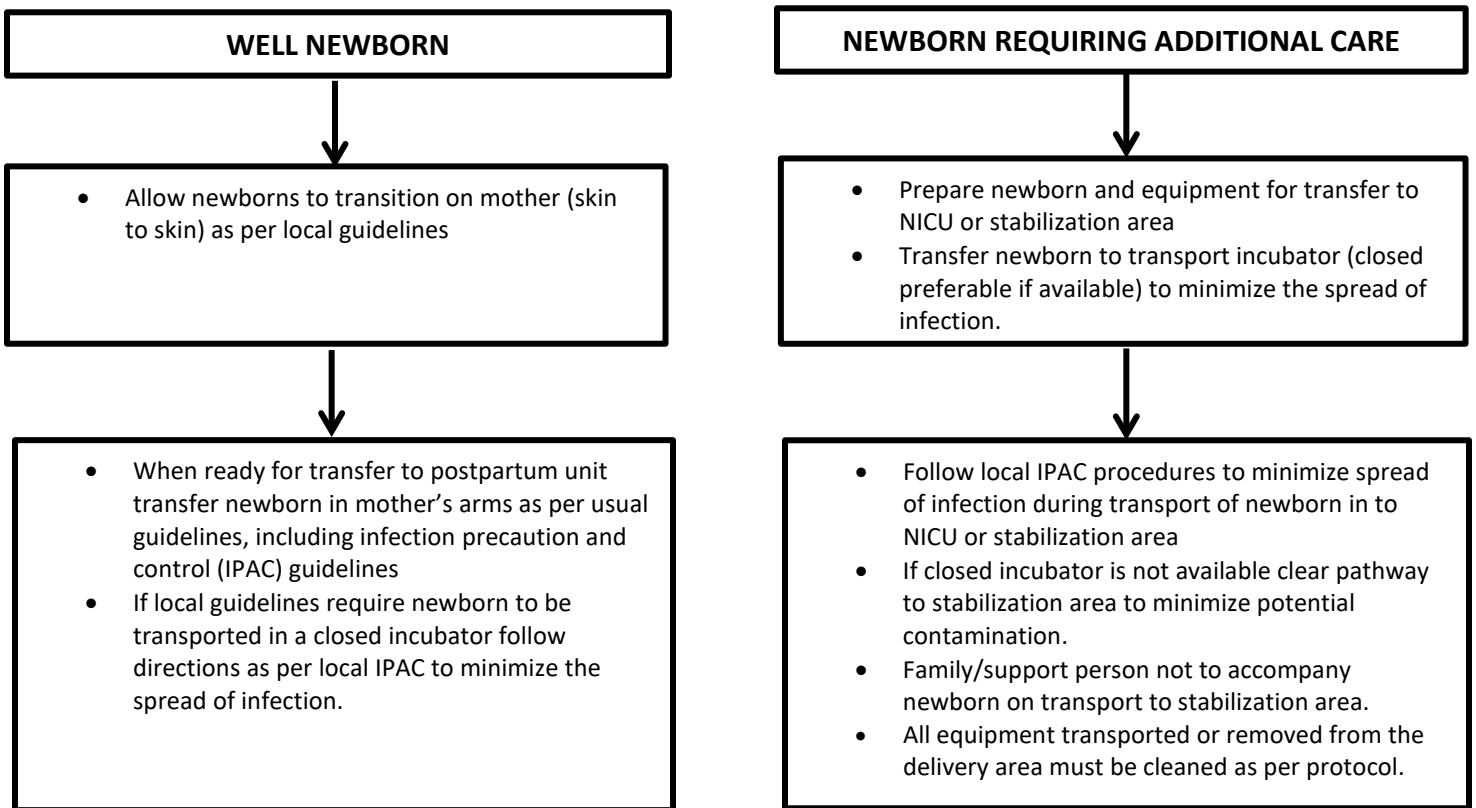 WELL NEWBORN
• Allow newborns to transition on mother (skin
to skin) as per local guidelines
• When ready for transfer to postpartum unit
transfer newborn in mother’s arms as per usual
guidelines, including infection precaution and
control (IPAC) guidelines
• If local guidelines require newborn to be
transported in a closed incubator follow
directions as per local IPAC to minimize the
spread of infection.
NEWBORN REQUIRING ADDITIONAL CARE
• Prepare newborn and equipment for transfer to
NICU or stabilization area
• Transfer newborn to transport incubator (closed
preferable if available) to minimize the spread of
infection.
• Follow local IPAC procedures to minimize spread
of infection during transport of newborn in to
NICU or stabilization area
• If closed incubator is not available clear pathway
to stabilization area to minimize potential
contamination.
• Family/support person not to accompany
newborn on transport to stabilization area.
• All equipment transported or removed from the
delivery area must be cleaned as per protocol.